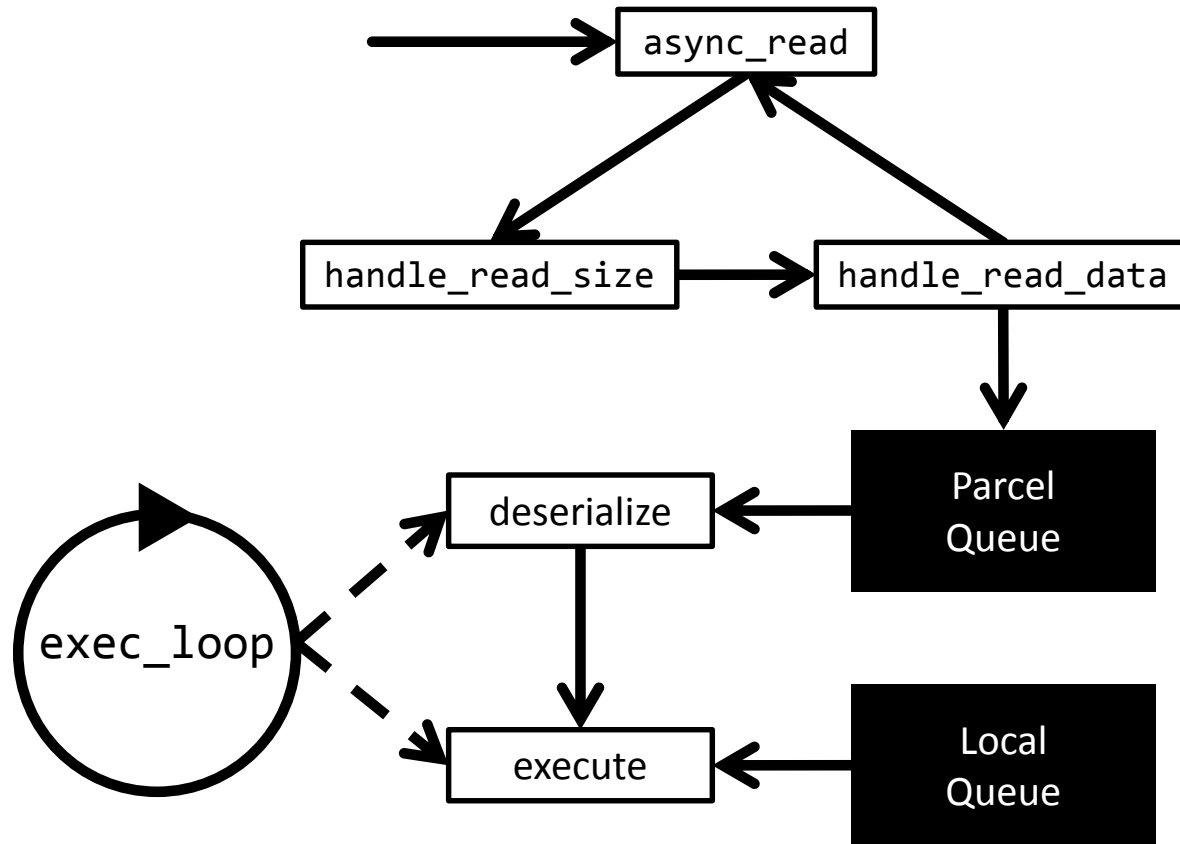 async_read
handle_read_size
handle_read_data
Parcel
Queue
deserialize
exec_loop
Local
Queue
execute